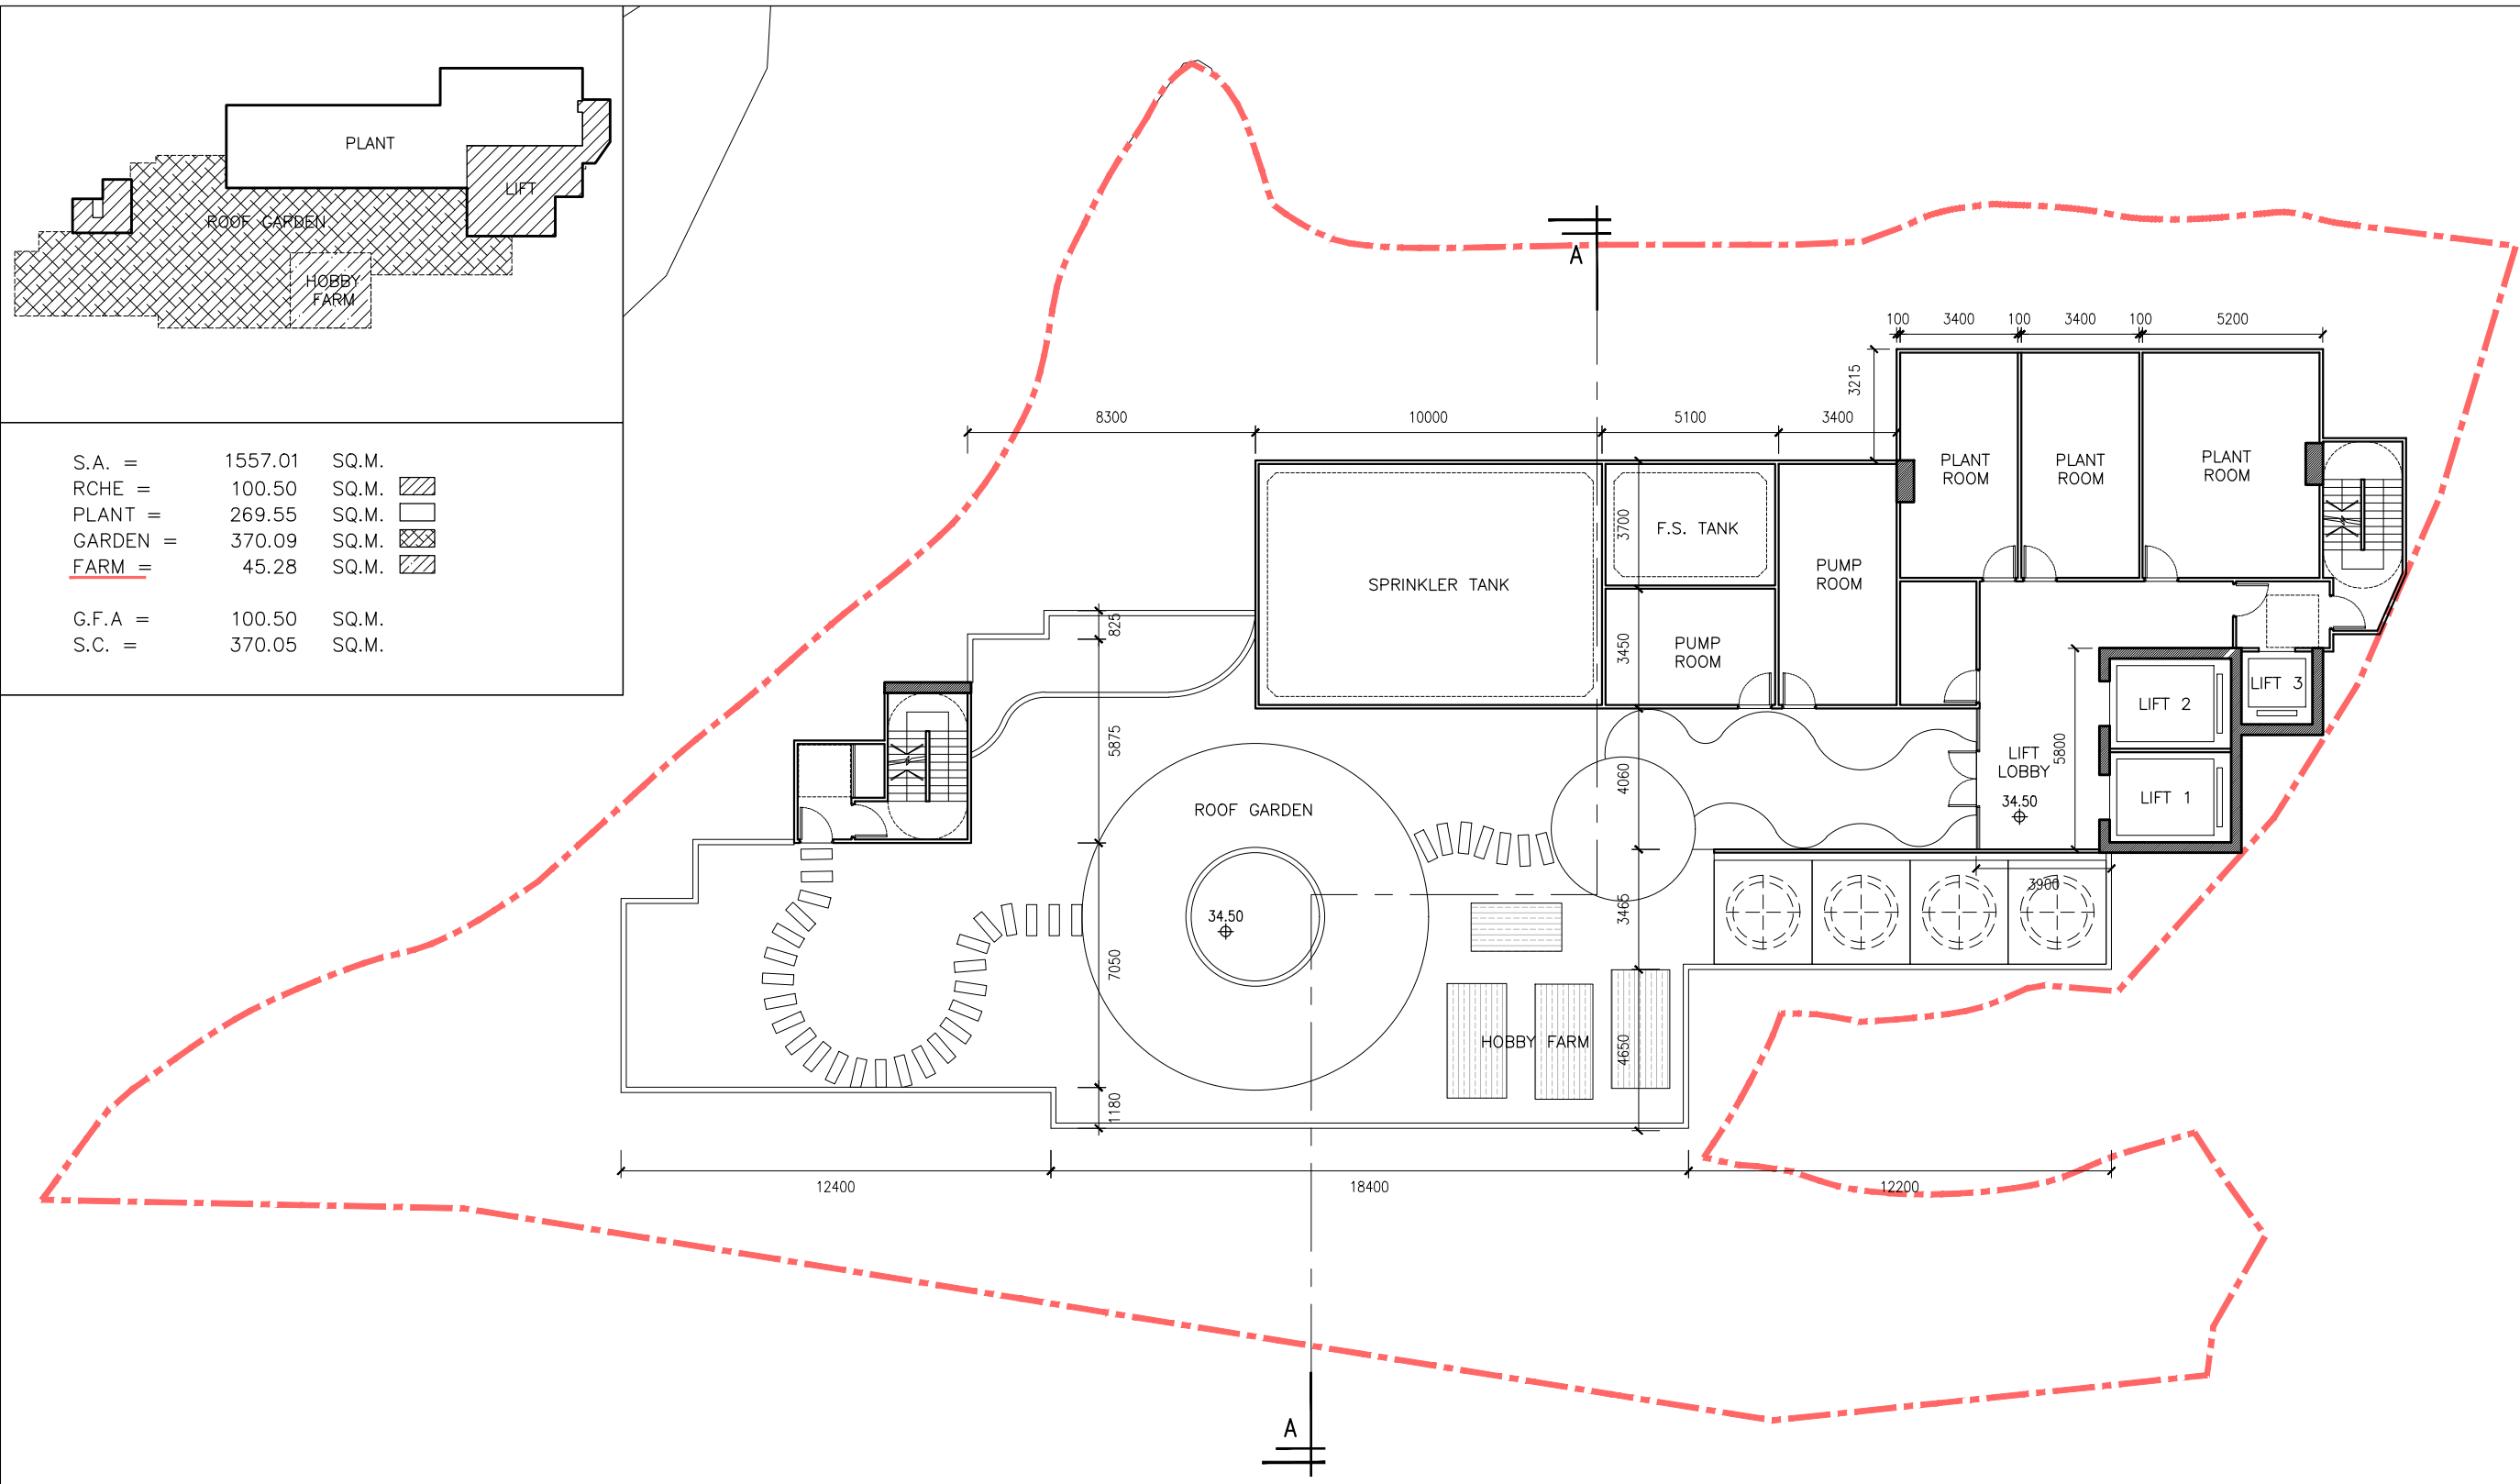 PLANT
LIFT
ROOF GARDEN
HOBBY
FARM
S.A. = 1557.01 SQ.M.
RCHE = 100.50 SQ.M.
PLANT = 269.55 SQ.M.
GARDEN = 370.09 SQ.M.
FARM = 45.28 SQ.M.
G.F.A = 100.50 SQ.M.
S.C. = 370.05 SQ.M.
A
100 3400 100 3400 100 5200
3215
8300 10000 5100 3400
PLANT
ROOM
PLANT
ROOM
PLANT
ROOM
SPRINKLER TANK
3700
F.S. TANK
PUMP
ROOM
3450
PUMP
ROOM
825
5875
LIFT 3
LIFT 2
LIFT
LOBBY
34.50
5800
LIFT 1
4060
ROOF GARDEN
34.50
3900
3465
7050
HOBBY FARM
4650
1180
12400 18400 12200
A